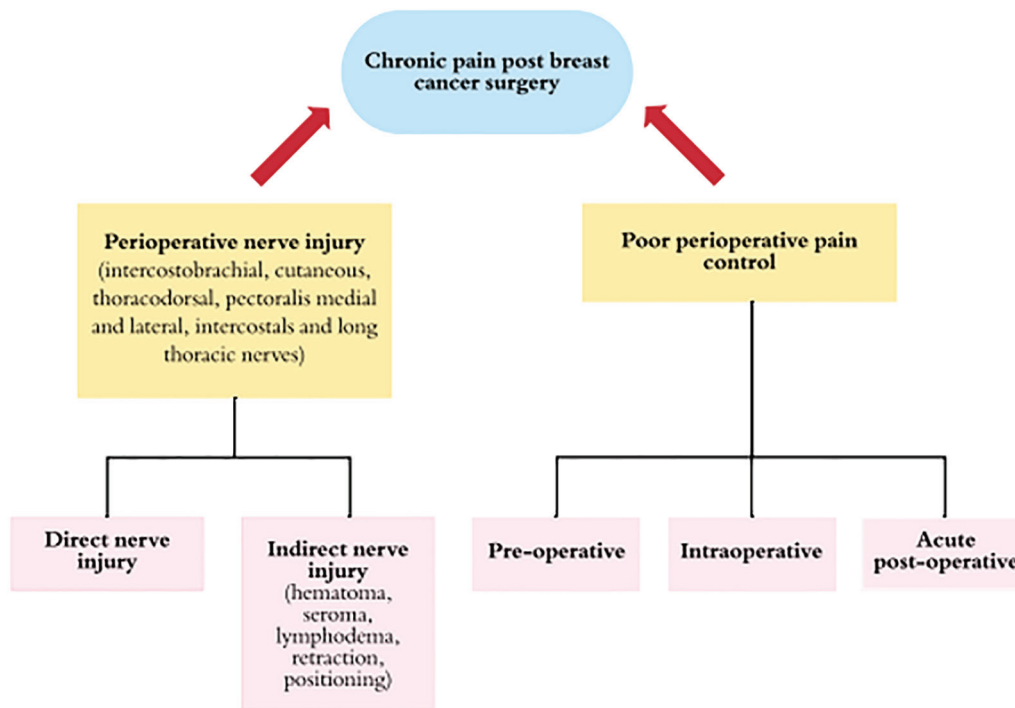 Chronic pain post breast
cancer surgery
Perioperative nerve injury
(intercostobrachial, cutaneous,
thoracodorsal, pectoralis medial
and lateral, intercostals and long
thoracic nerves)
Poor perioperative pain
control
Direct nerve
injury
Indirect nerve
injury
(hematoma,
seroma,
lymphodema,
retraction,
positioning)
Pre-operative
Intraoperative
Acute
post-operative